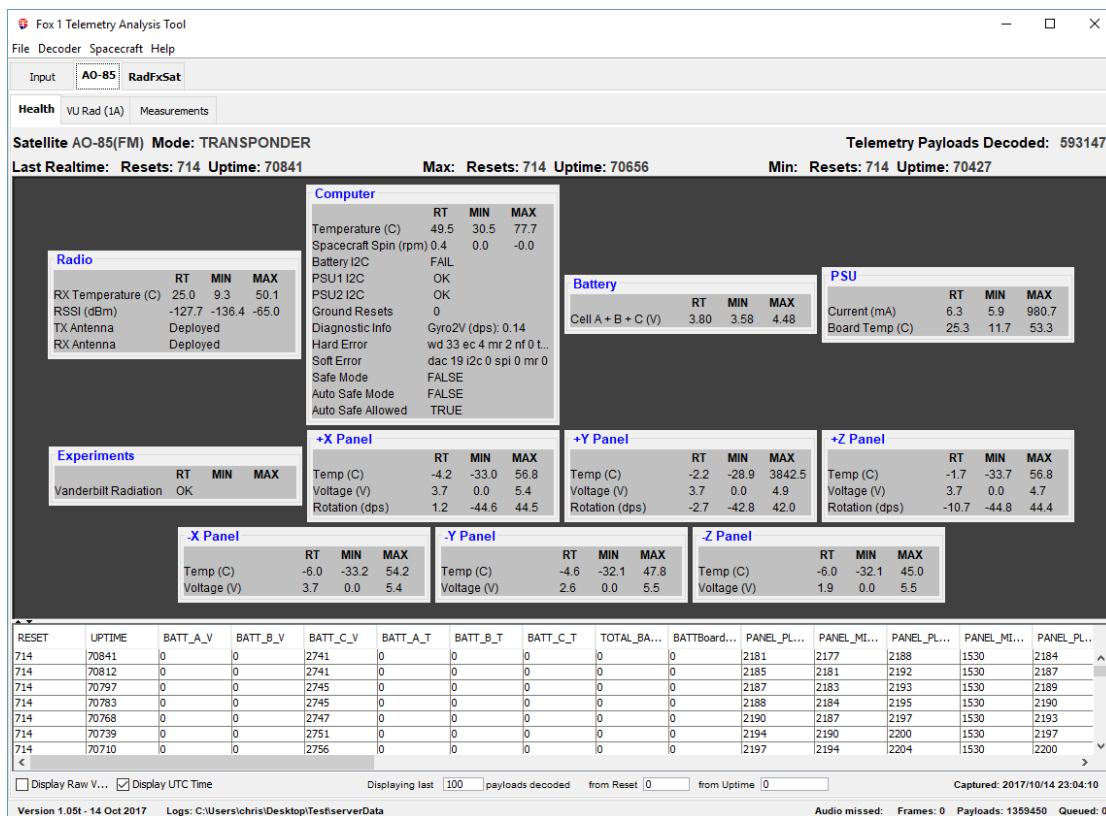 Fox 1 Telemetry Analysis Tool
File Decoder Spacecraft Help
Input AO-85 RadFxSat
Health VU Rad (1A) Measurements
Satellite AO-85(FM) Mode: TRANSPONDER Telemetry Payloads Decoded: 593147
Last Realtime: Resets: 714 Uptime: 70841 Max: Resets: 714 Uptime: 70656 Min: Resets: 714 Uptime: 70427
Radio
RT MIN MAX
RX Temperature (C) 25.0 9.3 50.1
RSSI (dBm) -127.7 -136.4 -65.0
TX Antenna Deployed
RX Antenna Deployed
Computer
RT MIN MAX
Temperature (C) 49.5 30.5 77.7
Spacecraft Spin (rpm) 0.4 0.0 -0.0
Battery I2C FAIL
PSU1 I2C OK
PSU2 I2C OK
Ground Resets 0
Diagnostic Info Gyro2V (dps): 0.14
Hard Error wd 33 ec 4 mr 2 nf 0 t...
Soft Error dac 19 i2c 0 spi 0 mr 0
Safe Mode FALSE
Auto Safe Mode FALSE
Auto Safe Allowed TRUE
Battery
RT MIN MAX
Cell A + B + C (V) 3.80 3.58 4.48
PSU
RT MIN MAX
Current (mA) 6.3 5.9 980.7
Board Temp (C) 25.3 11.7 53.3
Experiments
RT MIN MAX
Vanderbilt Radiation OK
+X Panel
RT MIN MAX
Temp (C) -4.2 -33.0 56.8
Voltage (V) 3.7 0.0 5.4
Rotation (dps) 1.2 -44.6 44.5
+Y Panel
RT MIN MAX
Temp (C) -2.2 -28.9 3842.5
Voltage (V) 3.7 0.0 4.9
Rotation (dps) -2.7 -42.8 42.0
+Z Panel
RT MIN MAX
Temp (C) -1.7 -33.7 56.8
Voltage (V) 3.7 0.0 4.7
Rotation (dps) -10.7 -44.8 44.4
-X Panel
RT MIN MAX
Temp (C) -6.0 -33.2 54.2
Voltage (V) 3.7 0.0 5.4
-Y Panel
RT MIN MAX
Temp (C) -4.6 -32.1 47.8
Voltage (V) 2.6 0.0 5.5
-Z Panel
RT MIN MAX
Temp (C) -6.0 -32.1 45.0
Voltage (V) 1.9 0.0 5.5
RESET UPTIME BATT_A_V BATT_B_V BATT_C_V BATT_A_T BATT_B_T BATT_C_T TOTAL_BA... BATTBoard... PANEL_PL... PANEL_MI... PANEL_PL... PANEL_MI... PANEL_PL..
714 70841 0 0 2741 0 0 0 0 0 2181 2177 2188 1530 2184
714 70812 0 0 2741 0 0 0 0 0 2185 2181 2192 1530 2187
714 70797 0 0 2745 0 0 0 0 0 2187 2183 2193 1530 2189
714 70783 0 0 2745 0 0 0 0 0 2188 2184 2195 1530 2190
714 70768 0 0 2747 0 0 0 0 0 2190 2187 2197 1530 2193
714 70739 0 0 2751 0 0 0 0 0 2194 2190 2200 1530 2197
714 70710 0 0 2756 0 0 0 0 0 2197 2194 2204 1530 2200
Display Raw V... Display UTC Time Displaying last 100 payloads decoded from Reset 0 from Uptime 0 Captured: 2017/10/14 23:04:10
Version 1.05t - 14 Oct 2017 Logs: C:\Users\chris\Desktop\Test\serverData Audio missed: Frames: 0 Payloads: 1359450 Queued: 0